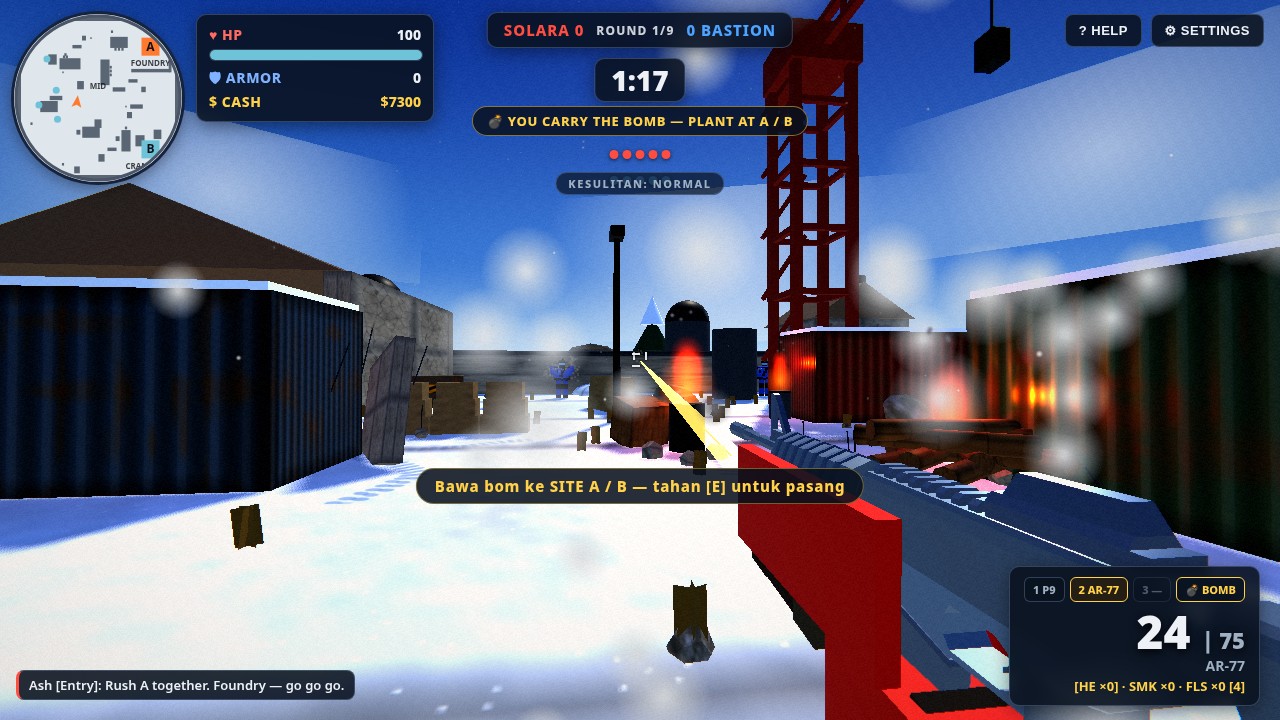 ♥ HP 100
🛡 ARMOR 0
$ CASH $7300
SOLARA 0 ROUND 1/9 0 BASTION
1:17
💣 YOU CARRY THE BOMB — PLANT AT A / B
KESULITAN: NORMAL
? HELP
⚙ SETTINGS
A
FOUNDRY
MID
B
Bawa bom ke SITE A / B — tahan [E] untuk pasang
Ash [Entry]: Rush A together. Foundry — go go go.
1 P9 2 AR-77 3 — 💣 BOMB
24 | 75
AR-77
[HE ×0] · SMK ×0 · FLS ×0 [4]